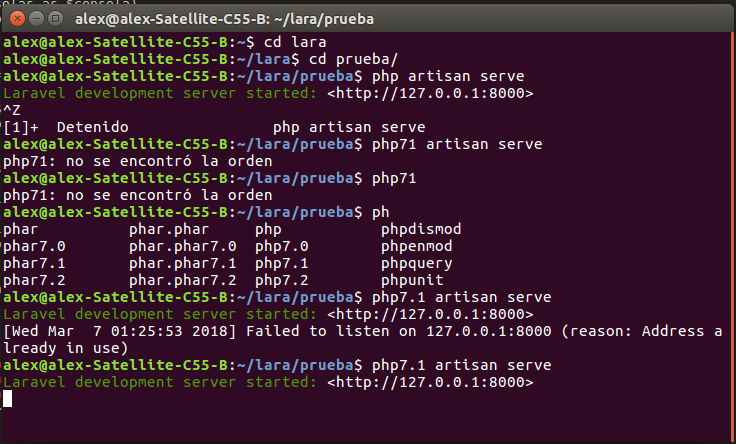 alex@alex-Satellite-C55-B: ~/lara/prueba
alex@alex-Satellite-C55-B:~$ cd lara
alex@alex-Satellite-C55-B:~/lara$ cd prueba/
alex@alex-Satellite-C55-B:~/lara/prueba$ php artisan serve
Laravel development server started: <http://127.0.0.1:8000>
^Z
[1]+  Detenido                php artisan serve
alex@alex-Satellite-C55-B:~/lara/prueba$ php71 artisan serve
php71: no se encontró la orden
alex@alex-Satellite-C55-B:~/lara/prueba$ php71
php71: no se encontró la orden
alex@alex-Satellite-C55-B:~/lara/prueba$ ph
phar           phar.phar      php            phpdismod
phar7.0        phar.phar7.0   php7.0         phpenmod
phar7.1        phar.phar7.1   php7.1         phpquery
phar7.2        phar.phar7.2   php7.2         phpunit
alex@alex-Satellite-C55-B:~/lara/prueba$ php7.1 artisan serve
Laravel development server started: <http://127.0.0.1:8000>
[Wed Mar  7 01:25:53 2018] Failed to listen on 127.0.0.1:8000 (reason: Address a
lready in use)
alex@alex-Satellite-C55-B:~/lara/prueba$ php7.1 artisan serve
Laravel development server started: <http://127.0.0.1:8000>